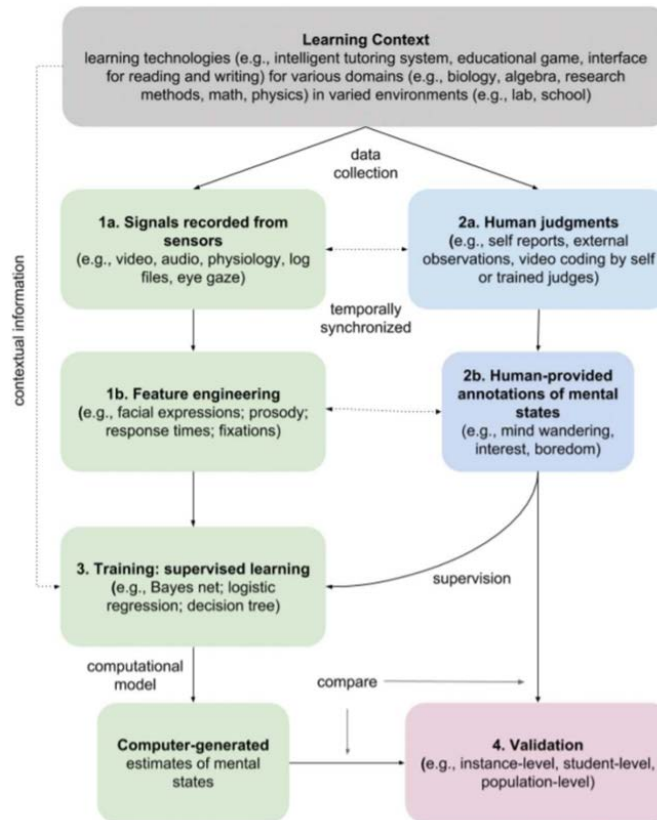 Learning Context
learning technologies (e.g., intelligent tutoring system, educational game, interface
for reading and writing) for various domains (e.g., biology, algebra, research
methods, math, physics) in varied environments (e.g., lab, school)
data
collection
1a. Signals recorded from
sensors
(e.g., video, audio, physiology, log
files, eye gaze)
2a. Human judgments
(e.g., self reports, external
observations, video coding by self
or trained judges)
temporally
synchronized
contextual information
1b. Feature engineering
(e.g., facial expressions; prosody;
response times; fixations)
2b. Human-provided
annotations of mental
states
(e.g., mind wandering,
interest, boredom)
3. Training: supervised learning
(e.g., Bayes net; logistic
regression; decision tree)
supervision
computational
model
compare
Computer-generated
estimates of mental
states
4. Validation
(e.g., instance-level, student-level,
population-level)